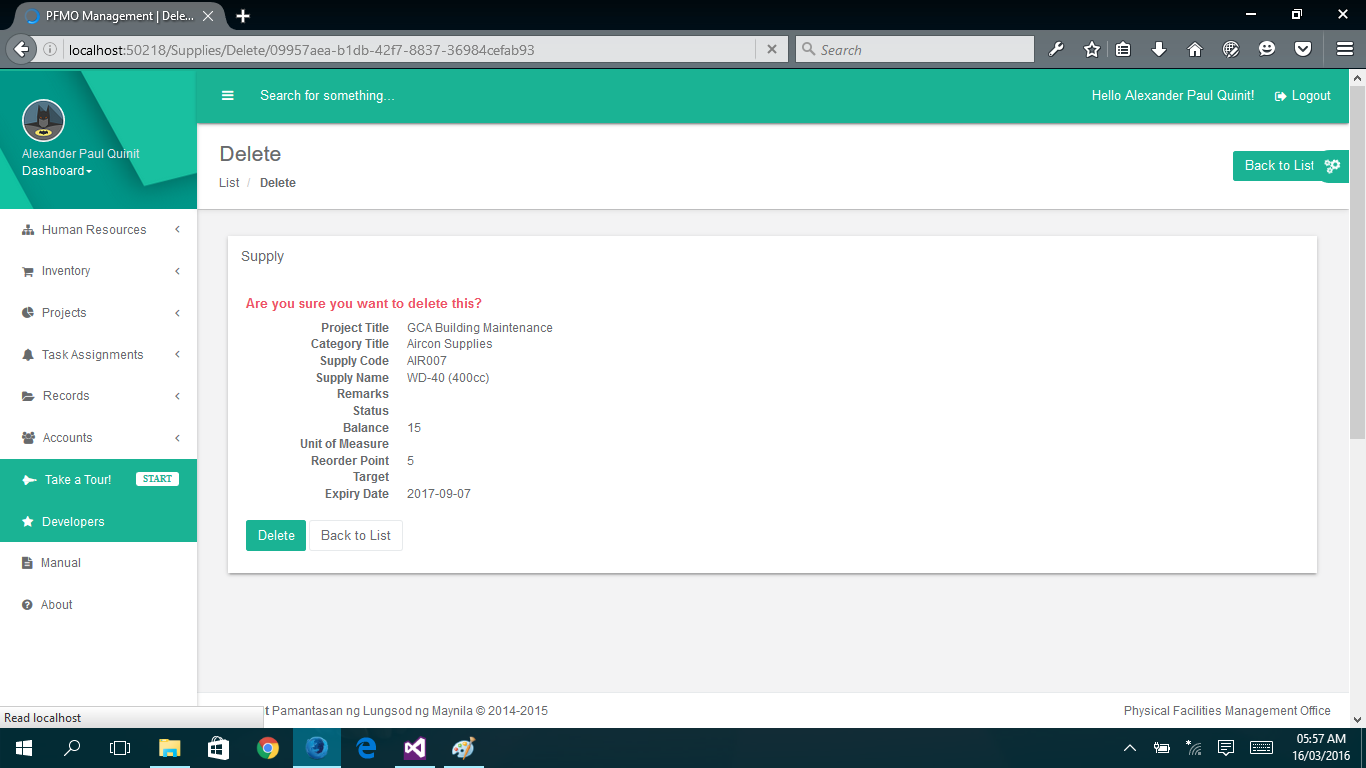 PFMO Management | Dele...
localhost:50218/Supplies/Delete/09957aea-b1db-42f7-8837-36984cefab93
Search
Search for something...
Hello Alexander Paul Quinit!
Logout
Alexander Paul Quinit
Dashboard
Delete
List / Delete
Back to List
Human Resources
Inventory
Projects
Task Assignments
Records
Accounts
Take a Tour! START
Developers
Manual
About
Supply
Are you sure you want to delete this?
Project Title GCA Building Maintenance
Category Title Aircon Supplies
Supply Code AIR007
Supply Name WD-40 (400cc)
Remarks
Status
Balance 15
Unit of Measure
Reorder Point 5
Target
Expiry Date 2017-09-07
Delete Back to List
t Pamantasan ng Lungsod ng Maynila © 2014-2015
Physical Facilities Management Office
Read localhost
05:57 AM
16/03/2016